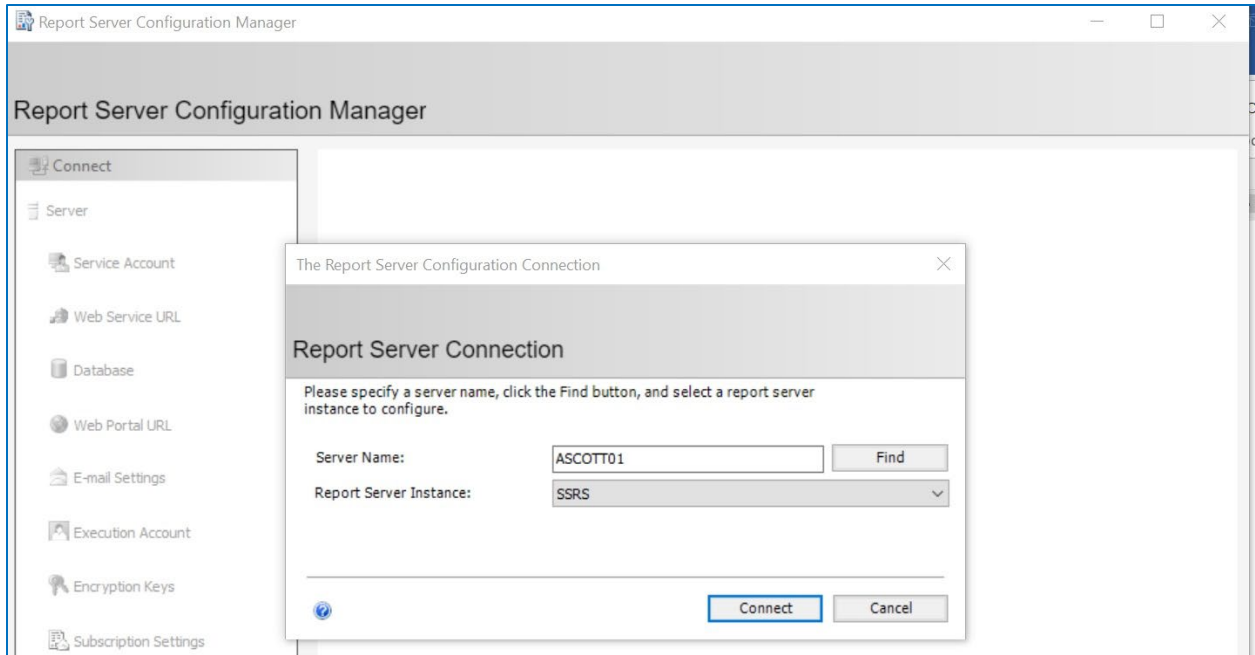 Report Server Configuration Manager
Report Server Configuration Manager
Connect
Server
Service Account
Web Service URL
Database
Web Portal URL
E-mail Settings
Execution Account
Encryption Keys
Subscription Settings
The Report Server Configuration Connection
Report Server Connection
Please specify a server name, click the Find button, and select a report server
instance to configure.
Server Name:
ASCOTT01
Find
Report Server Instance:
SSRS
Connect
Cancel